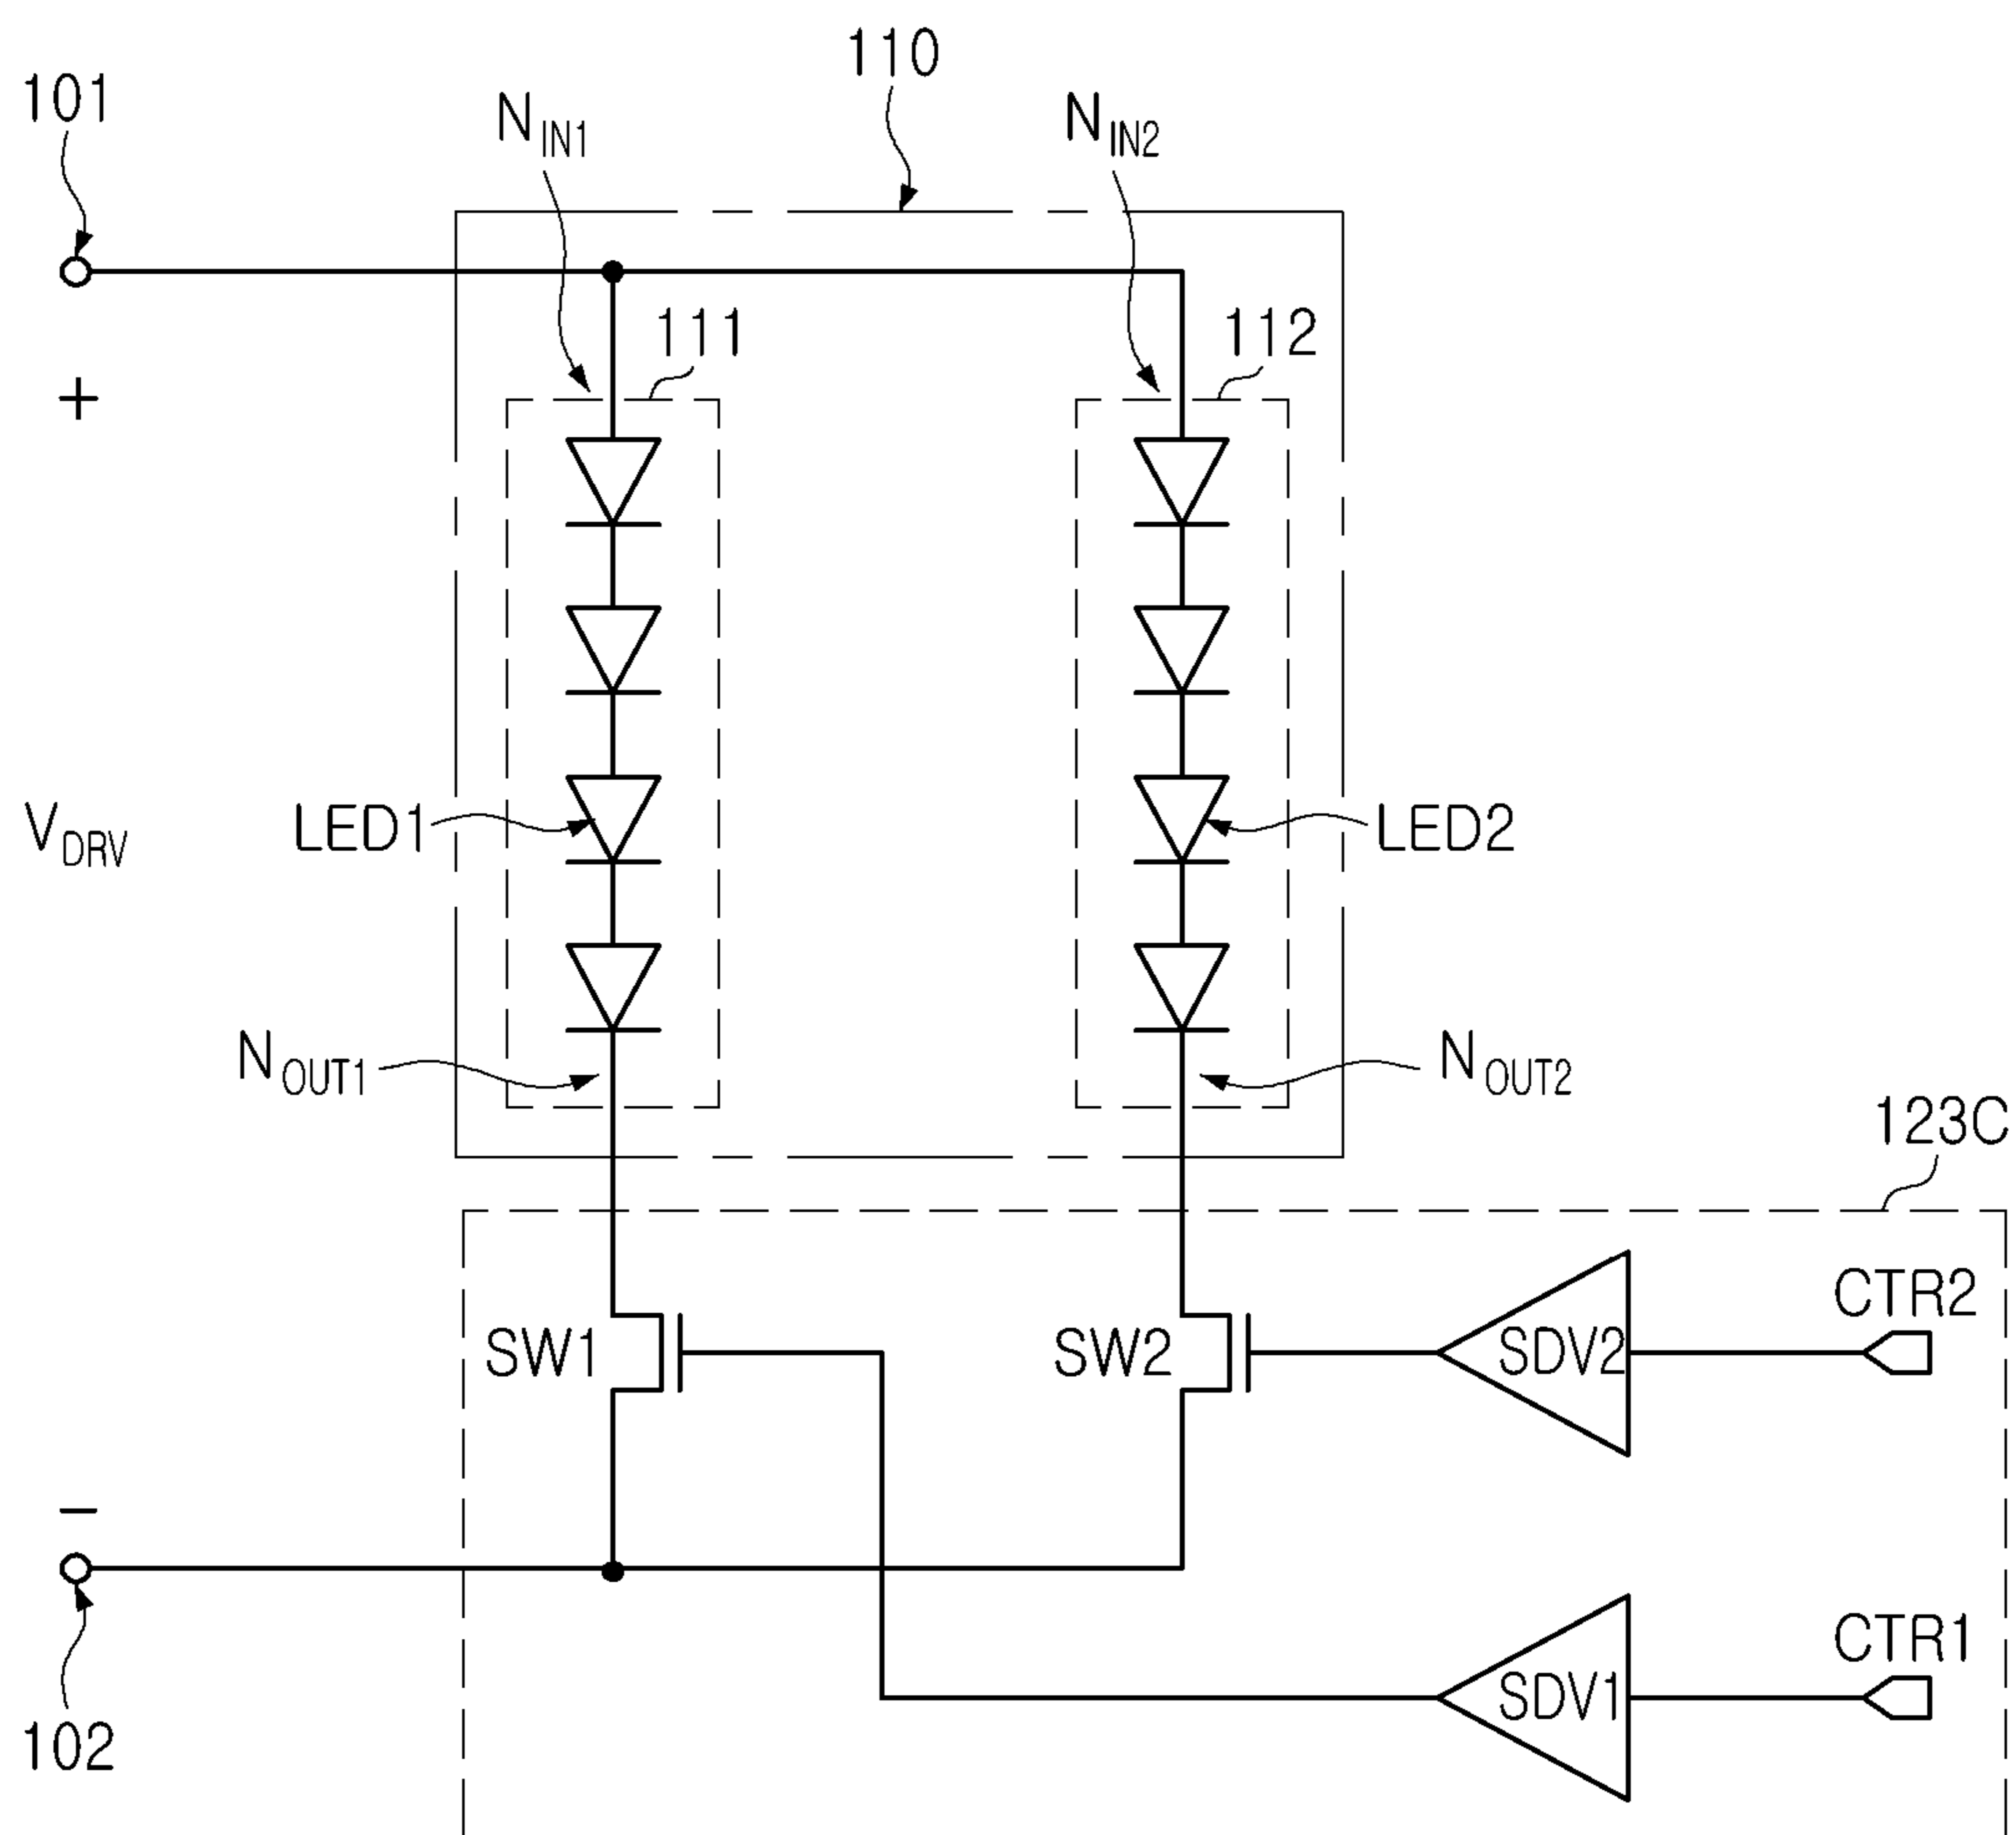 110
101
N_IN1
N_IN2
111
112
+
V_DRV
LED1
LED2
N_OUT1
N_OUT2
123C
SW1
SW2
SDV2
CTR2
−
SDV1
CTR1
102